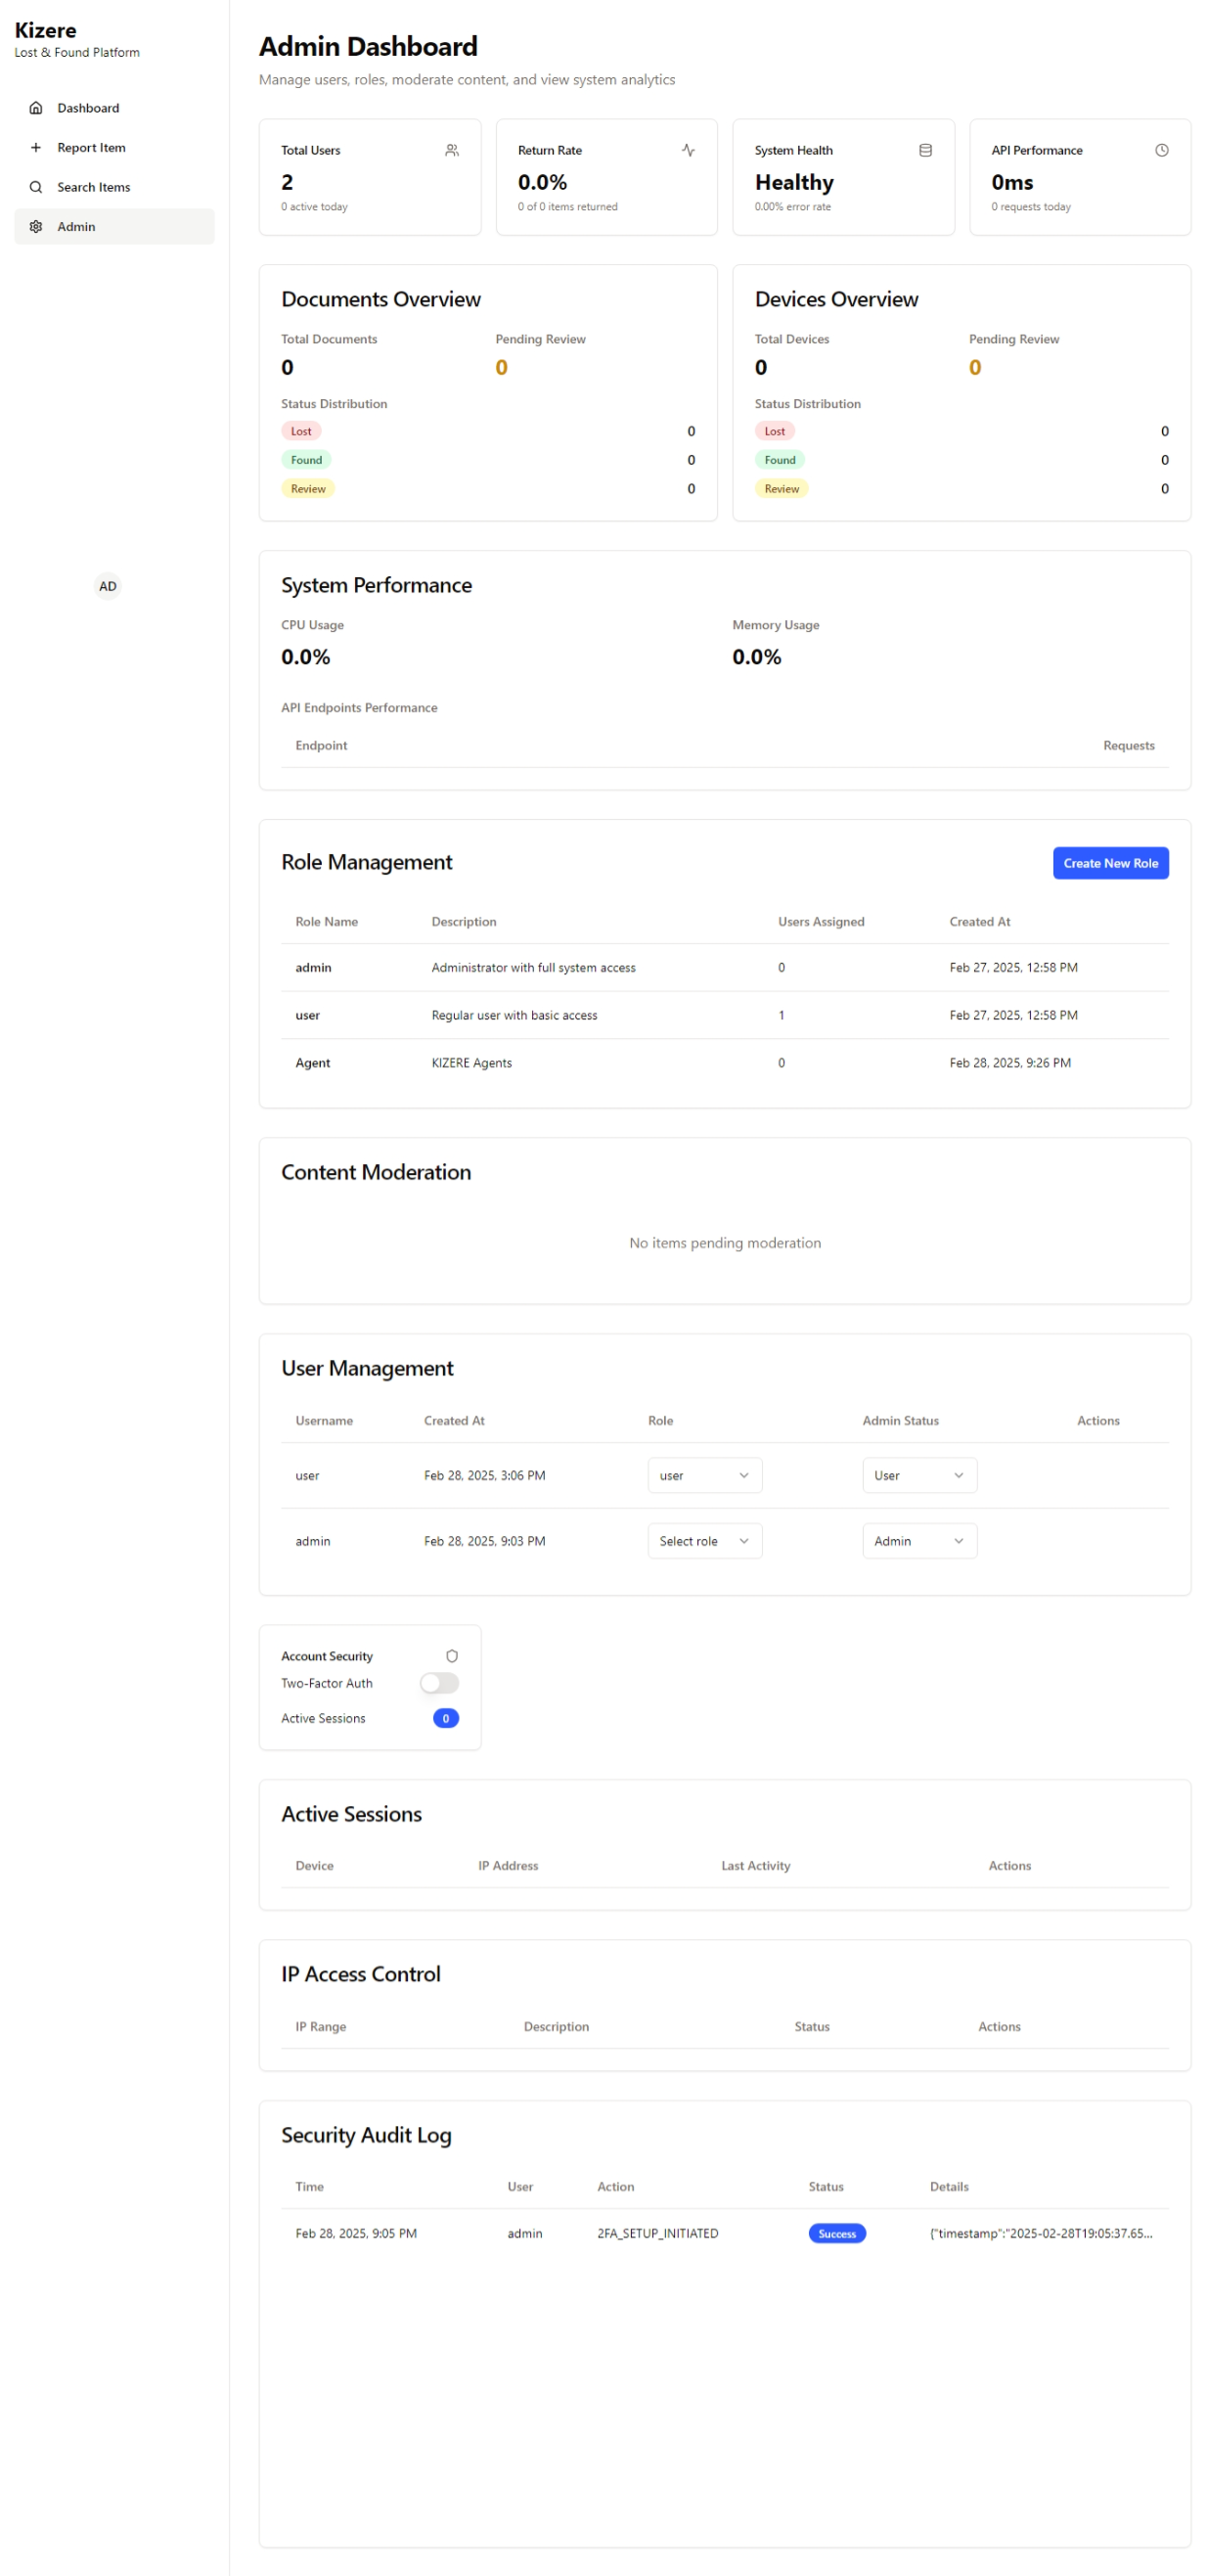 Kizere
Lost & Found Platform
Dashboard
Report Item
Search Items
Admin
AD
Admin Dashboard
Manage users, roles, moderate content, and view system analytics
Total Users
2
0 active today
Return Rate
0.0%
0 of 0 items returned
System Health
Healthy
0.00% error rate
API Performance
0ms
0 requests today
Documents Overview
Total Documents Pending Review
0 0
Status Distribution
Lost 0
Found 0
Review 0
Devices Overview
Total Devices Pending Review
0 0
Status Distribution
Lost 0
Found 0
Review 0
System Performance
CPU Usage Memory Usage
0.0% 0.0%
API Endpoints Performance
Endpoint Requests
Role Management Create New Role
Role Name Description Users Assigned Created At
admin Administrator with full system access 0 Feb 27, 2025, 12:58 PM
user Regular user with basic access 1 Feb 27, 2025, 12:58 PM
Agent KIZERE Agents 0 Feb 28, 2025, 9:26 PM
Content Moderation
No items pending moderation
User Management
Username Created At Role Admin Status Actions
user Feb 28, 2025, 3:06 PM user User
admin Feb 28, 2025, 9:03 PM Select role Admin
Account Security
Two-Factor Auth
Active Sessions 0
Active Sessions
Device IP Address Last Activity Actions
IP Access Control
IP Range Description Status Actions
Security Audit Log
Time User Action Status Details
Feb 28, 2025, 9:05 PM admin 2FA_SETUP_INITIATED Success {"timestamp":"2025-02-28T19:05:37.65...